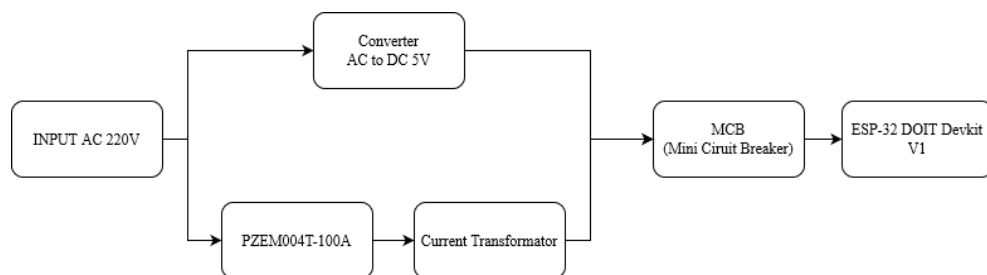 Converter
AC to DC 5V
INPUT AC 220V
MCB
(Mini Ciruit Breaker)
ESP-32 DOIT Devkit
V1
PZEM004T-100A
Current Transformator